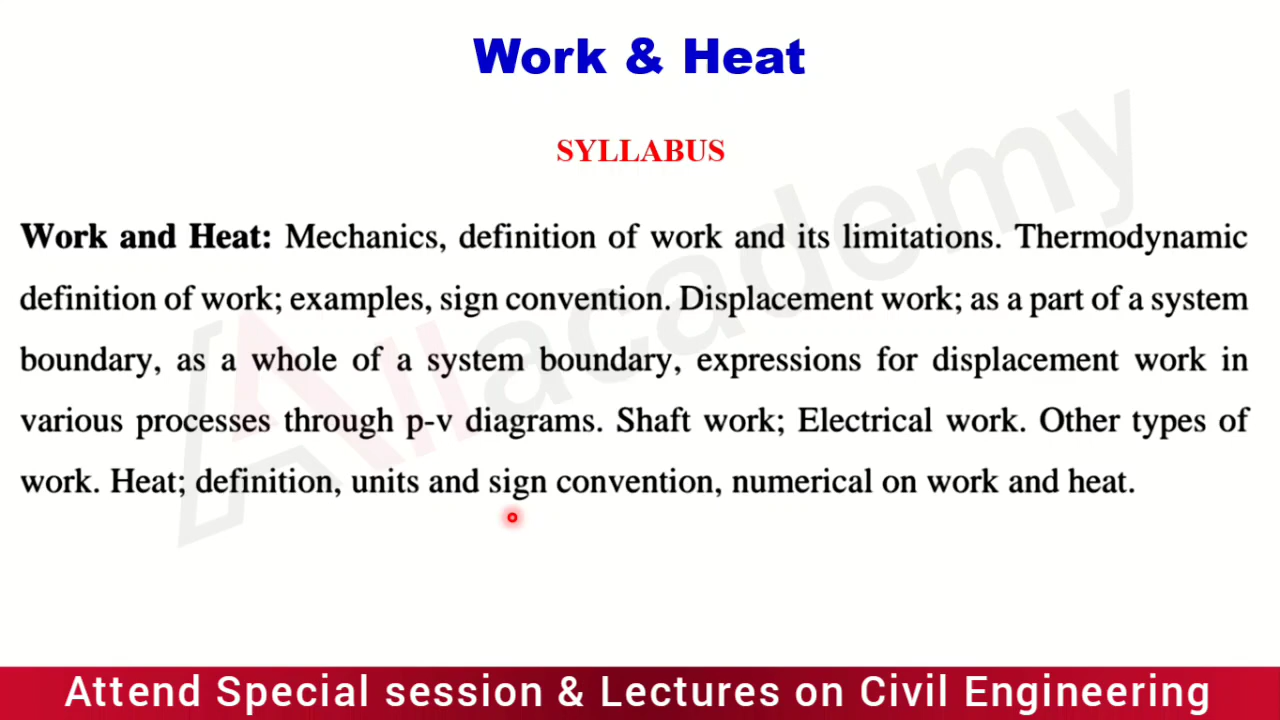 Work & Heat
SYLLABUS
Work and Heat: Mechanics, definition of work and its limitations. Thermodynamic
definition of work; examples, sign convention. Displacement work; as a part of a system
boundary, as a whole of a system boundary, expressions for displacement work in
various processes through p-v diagrams. Shaft work; Electrical work. Other types of
work. Heat; definition, units and sign convention, numerical on work and heat.
Allacademy
Attend Special session & Lectures on Civil Engineering